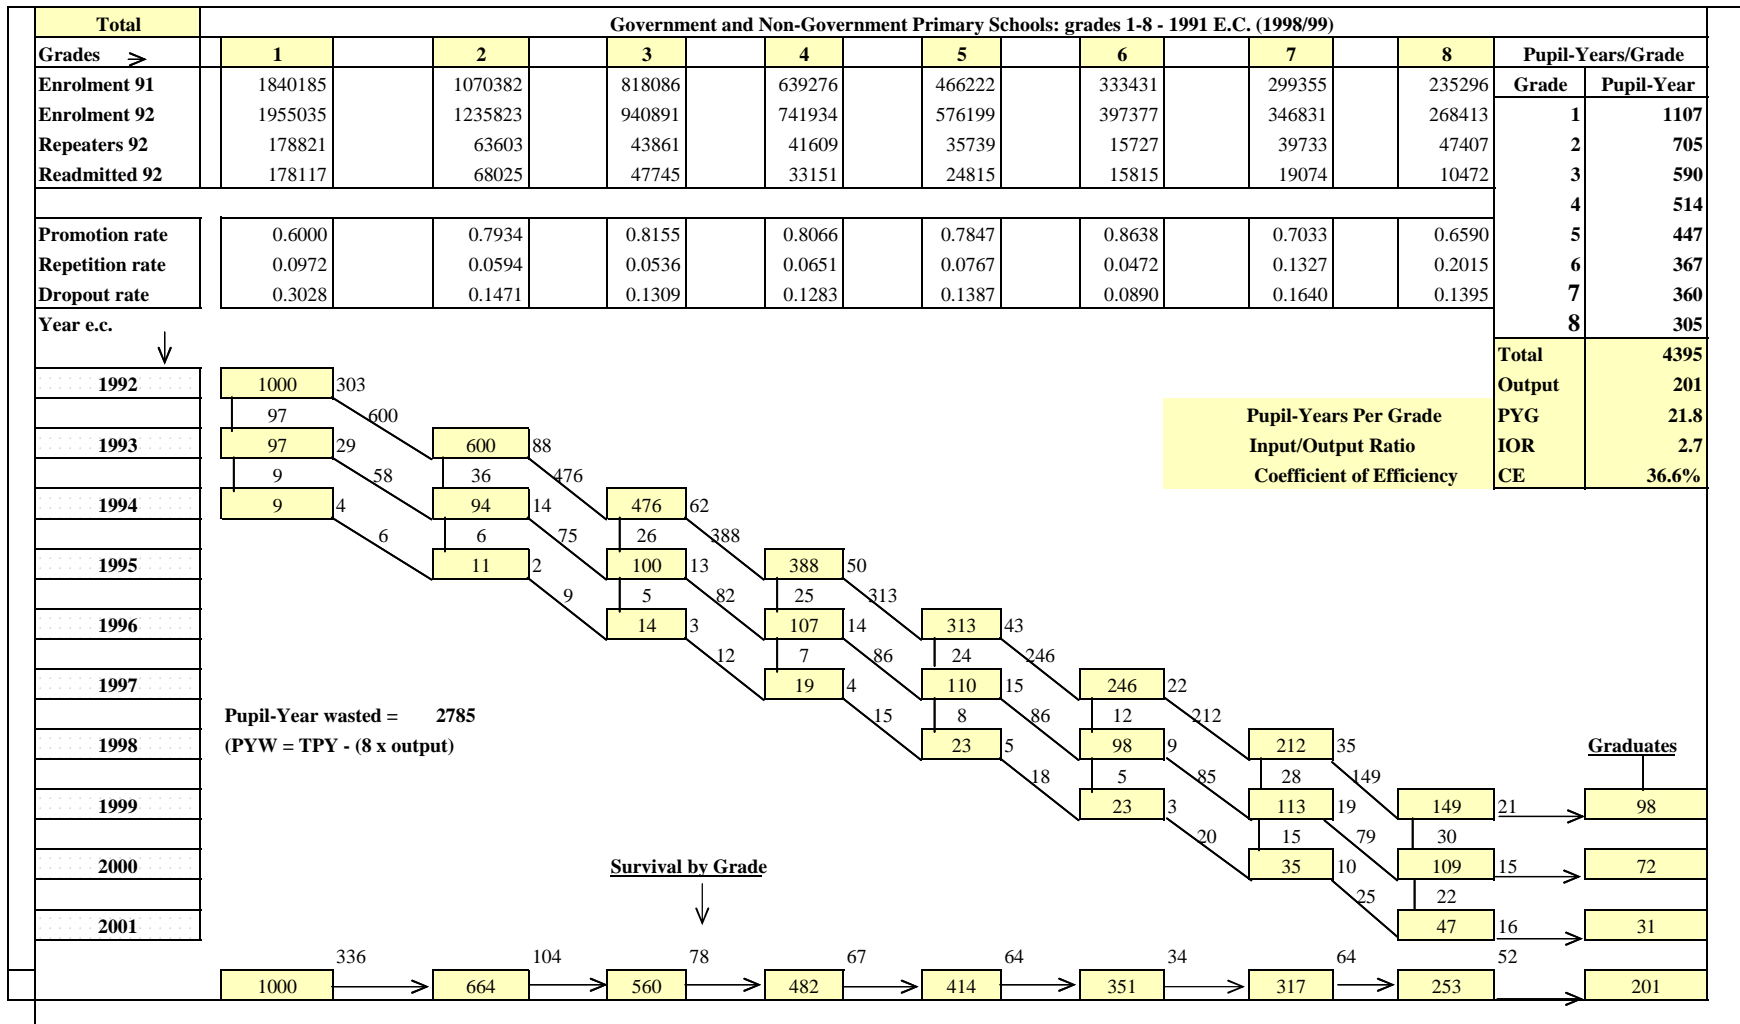 Total Government and Non-Government Primary Schools: grades 1-8 - 1991 E.C. (1998/99)
Grades 1 2 3 4 5 6 7 8 Pupil-Years/Grade
Enrolment 91 1840185 1070382 818086 639276 466222 333431 299355 235296 Grade Pupil-Year
Enrolment 92 1955035 1235823 940891 741934 576199 397377 346831 268413 1 1107
Repeaters 92 178821 63603 43861 41609 35739 15727 39733 47407 2 705
Readmitted 92 178117 68025 47745 33151 24815 15815 19074 10472 3 590
4 514
Promotion rate 0.6000 0.7934 0.8155 0.8066 0.7847 0.8638 0.7033 0.6590 5 447
Repetition rate 0.0972 0.0594 0.0536 0.0651 0.0767 0.0472 0.1327 0.2015 6 367
Dropout rate 0.3028 0.1471 0.1309 0.1283 0.1387 0.0890 0.1640 0.1395 7 360
Year e.c. 8 305
Total 4395
1992 1000 303 Output 201
97 600 Pupil-Years Per Grade PYG 21.8
1993 97 29 600 88 Input/Output Ratio IOR 2.7
9 58 36 476 Coefficient of Efficiency CE 36.6%
1994 9 4 94 14 476 62
6 6 75 26 388
1995 11 2 100 13 388 50
9 5 82 25 313
1996 14 3 107 14 313 43
12 7 86 24 246
1997 19 4 110 15 246 22
Pupil-Year wasted = 2785 15 8 86 12 212
1998 (PYW = TPY - (8 x output) 23 5 98 9 212 35 Graduates
18 5 85 28 149
1999 23 3 113 19 149 21 98
20 15 79 30
2000 Survival by Grade 35 10 109 15 72
25 22
2001 47 16 31
336 104 78 67 64 34 64 52
1000 664 560 482 414 351 317 253 201